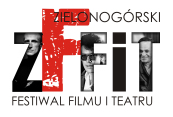 ZIELONOGÓRSKI
ZFFiT
FESTIWAL FILMU I TEATRU